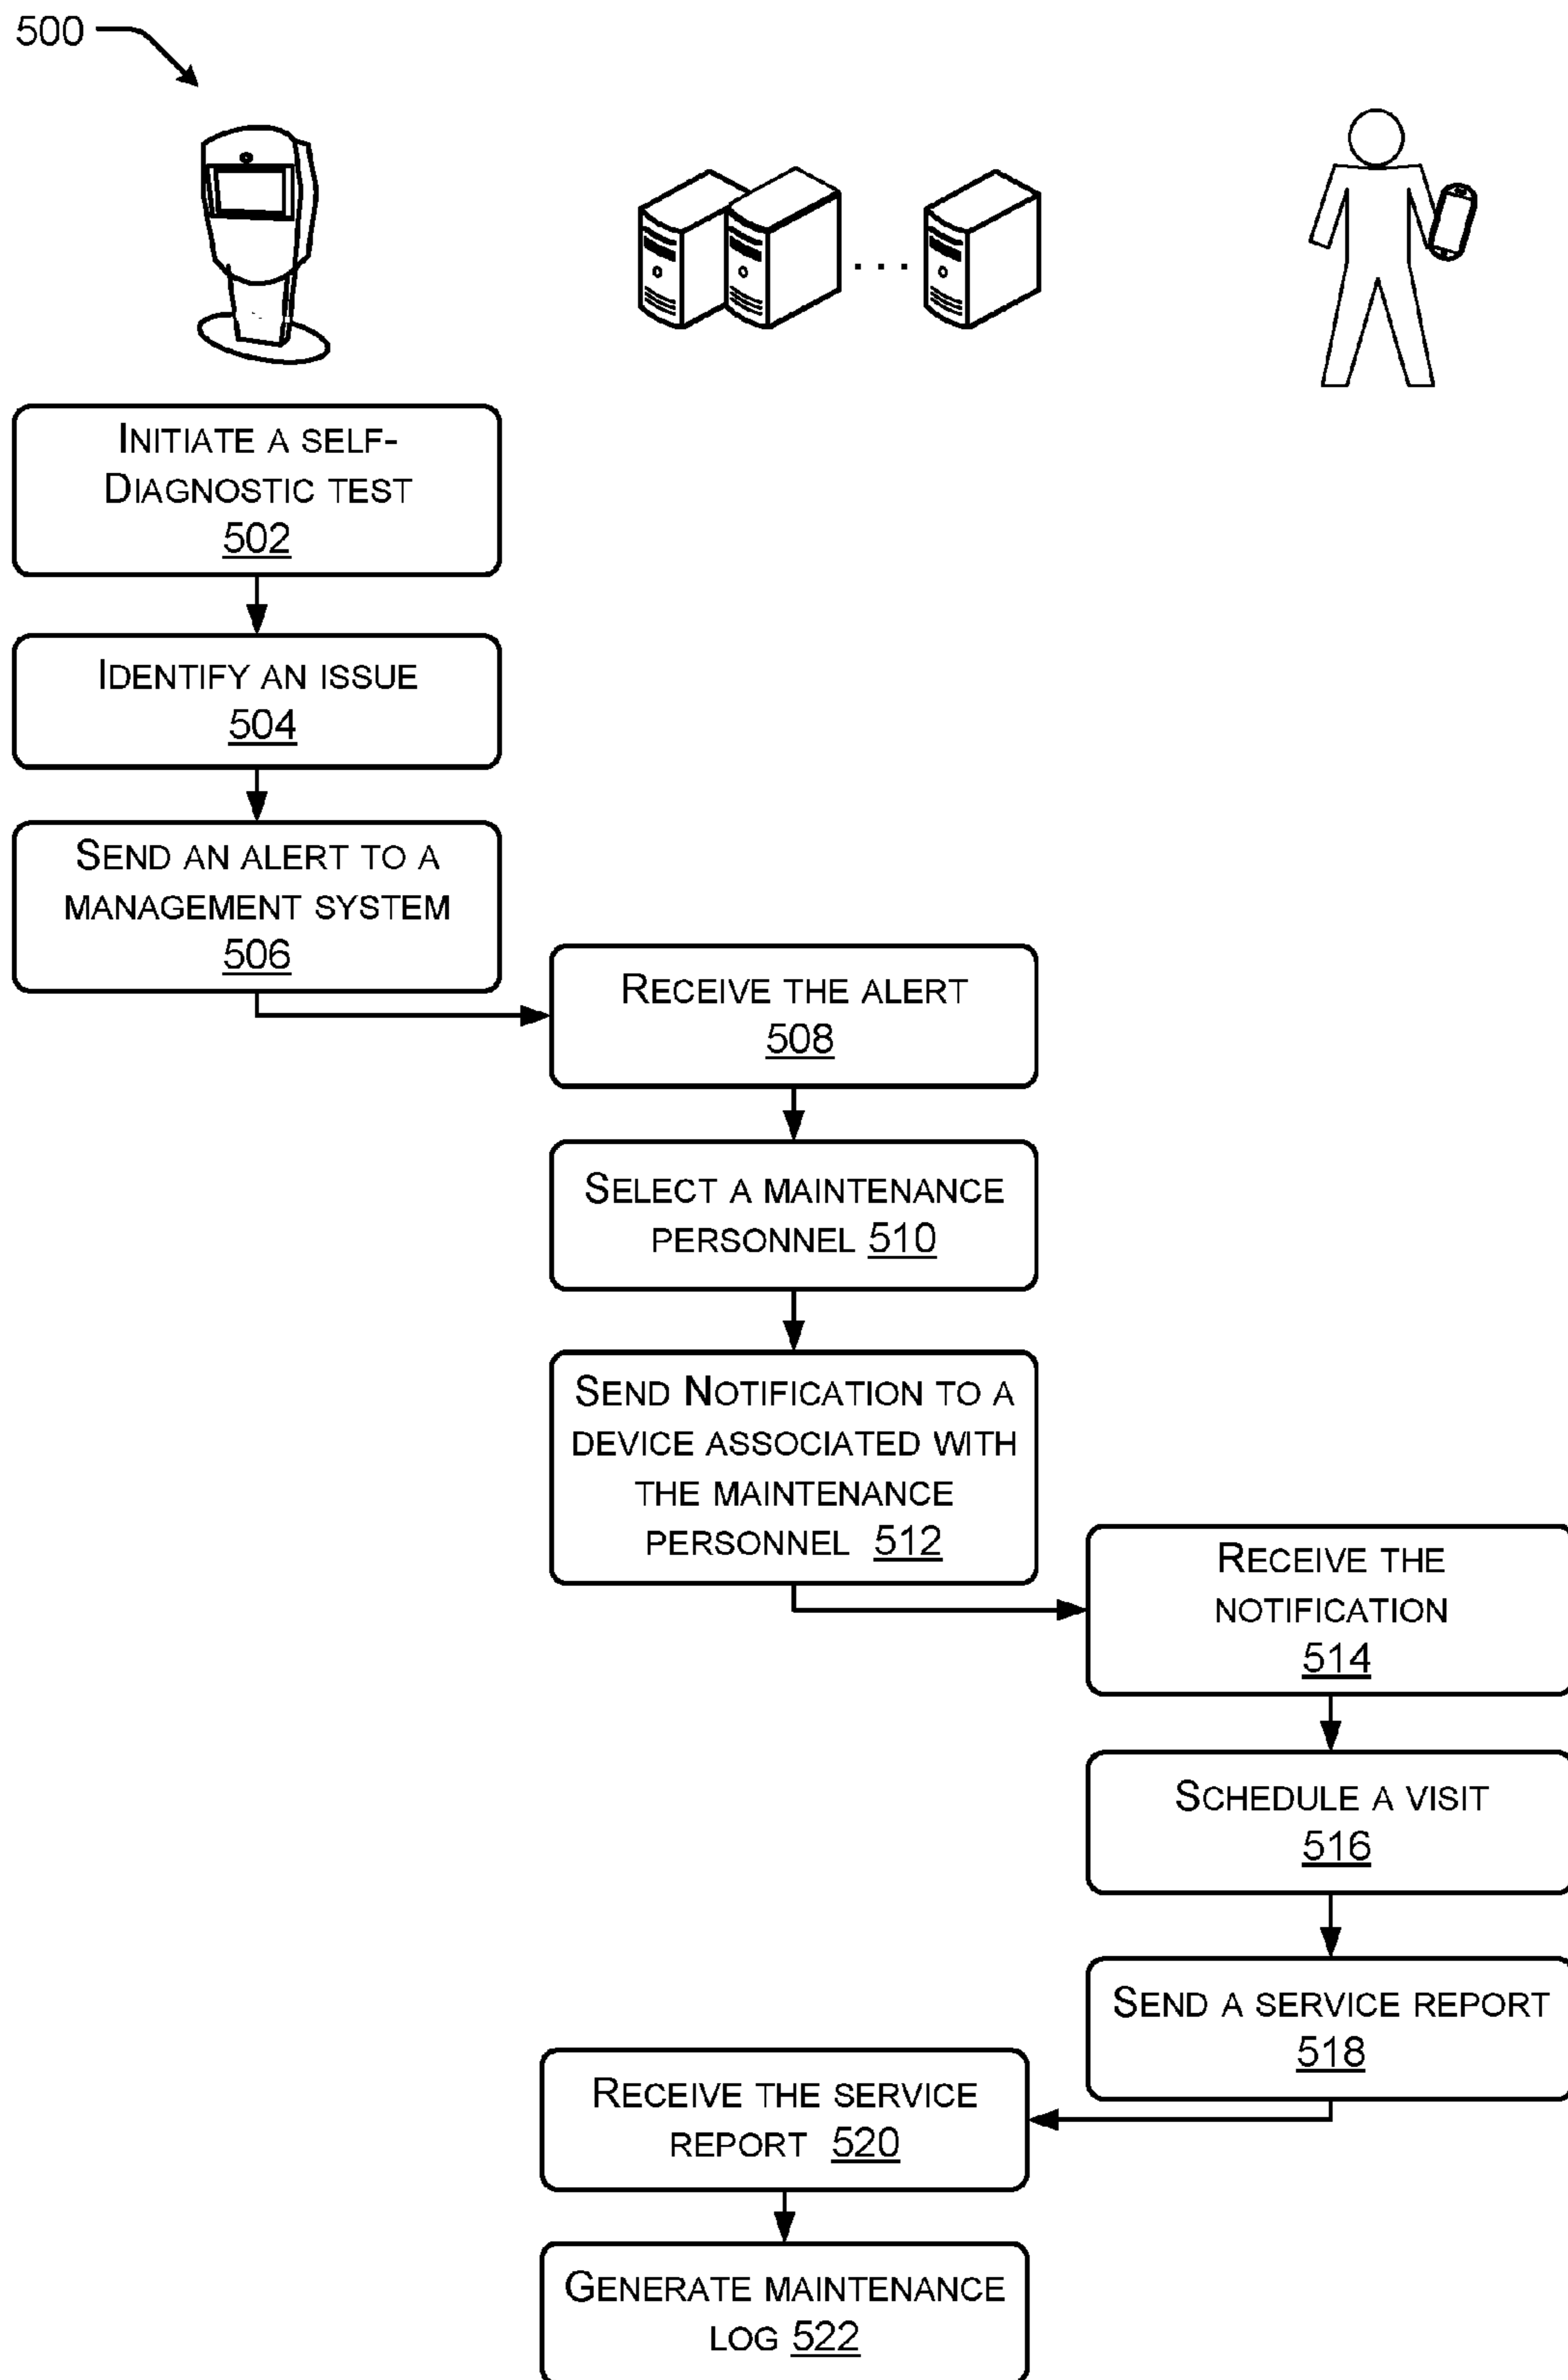 500
INITIATE A SELF-
DIAGNOSTIC TEST
502
IDENTIFY AN ISSUE
504
SEND AN ALERT TO A
MANAGEMENT SYSTEM
506
RECEIVE THE ALERT
508
SELECT A MAINTENANCE
PERSONNEL 510
SEND NOTIFICATION TO A
DEVICE ASSOCIATED WITH
THE MAINTENANCE
PERSONNEL 512
RECEIVE THE
NOTIFICATION
514
SCHEDULE A VISIT
516
SEND A SERVICE REPORT
518
RECEIVE THE SERVICE
REPORT 520
GENERATE MAINTENANCE
LOG 522